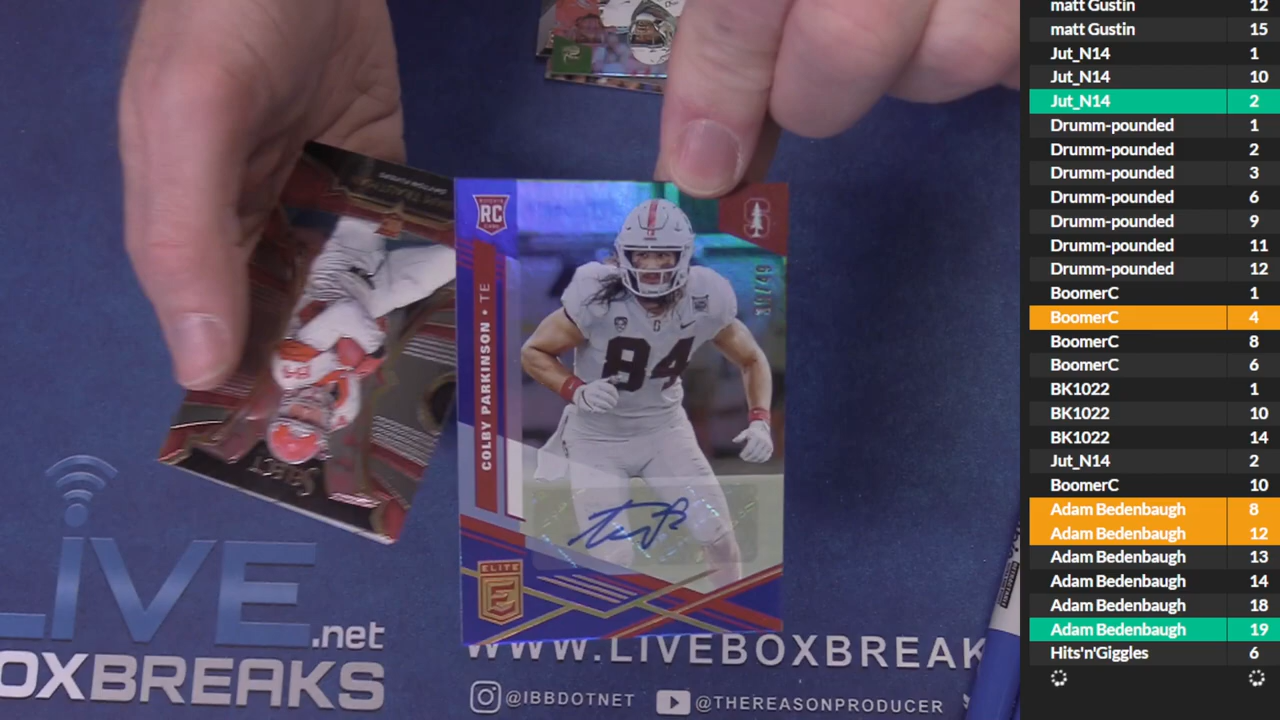 RC
COLBY PARKINSON • TE
84
ELITE
SELECT
LIVE
.net
BOXBREAKS
WWW.LIVEBOXBREAK
@IBBDOTNET
@THEREASONPRODUCER
matt Gustin 12
matt Gustin 15
Jut_N14 1
Jut_N14 10
Jut_N14 2
Drumm-pounded 1
Drumm-pounded 2
Drumm-pounded 3
Drumm-pounded 6
Drumm-pounded 9
Drumm-pounded 11
Drumm-pounded 12
BoomerC 1
BoomerC 4
BoomerC 8
BoomerC 6
BK1022 1
BK1022 10
BK1022 14
Jut_N14 2
BoomerC 10
Adam Bedenbaugh 8
Adam Bedenbaugh 12
Adam Bedenbaugh 13
Adam Bedenbaugh 14
Adam Bedenbaugh 18
Adam Bedenbaugh 19
Hits'n'Giggles 6